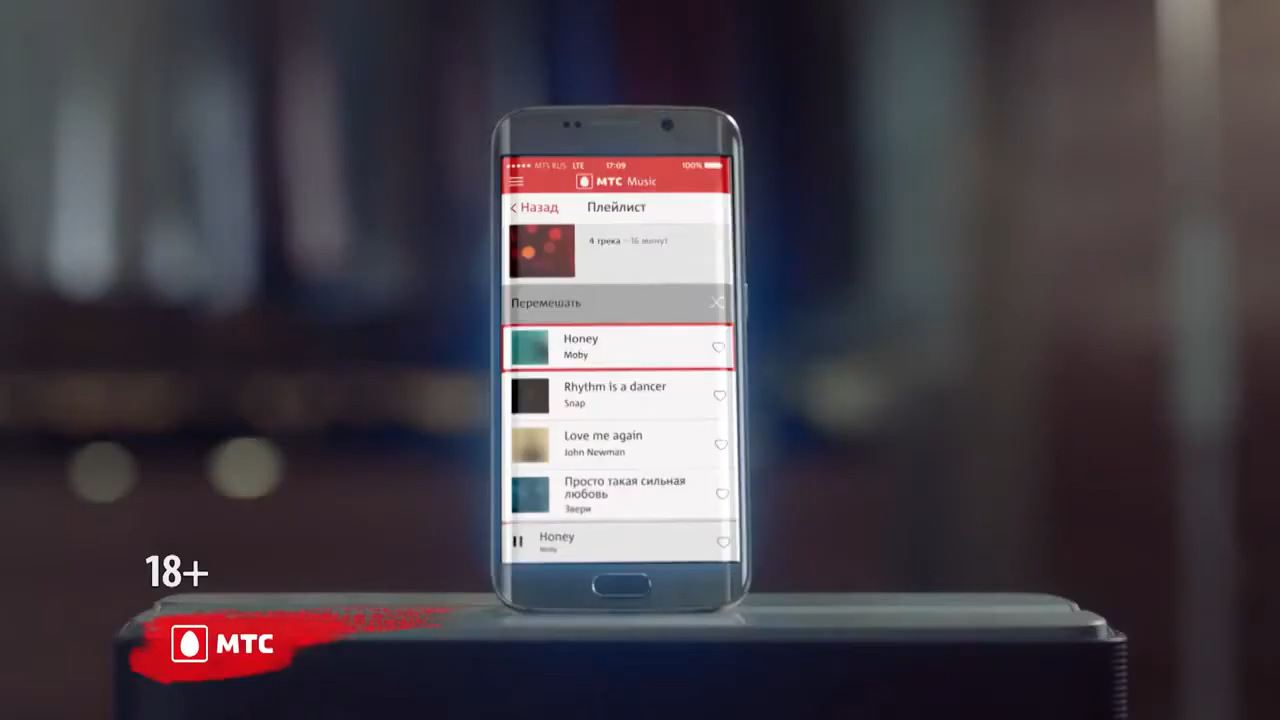 MTS RUS LTE 17:09 100%
МТС Music
< Назад Плейлист
4 трека – 16 минут
Перемешать
Honey
Moby
Rhythm is a dancer
Snap
Love me again
John Newman
Просто такая сильная
любовь
Звери
Honey
Moby
18+
МТС